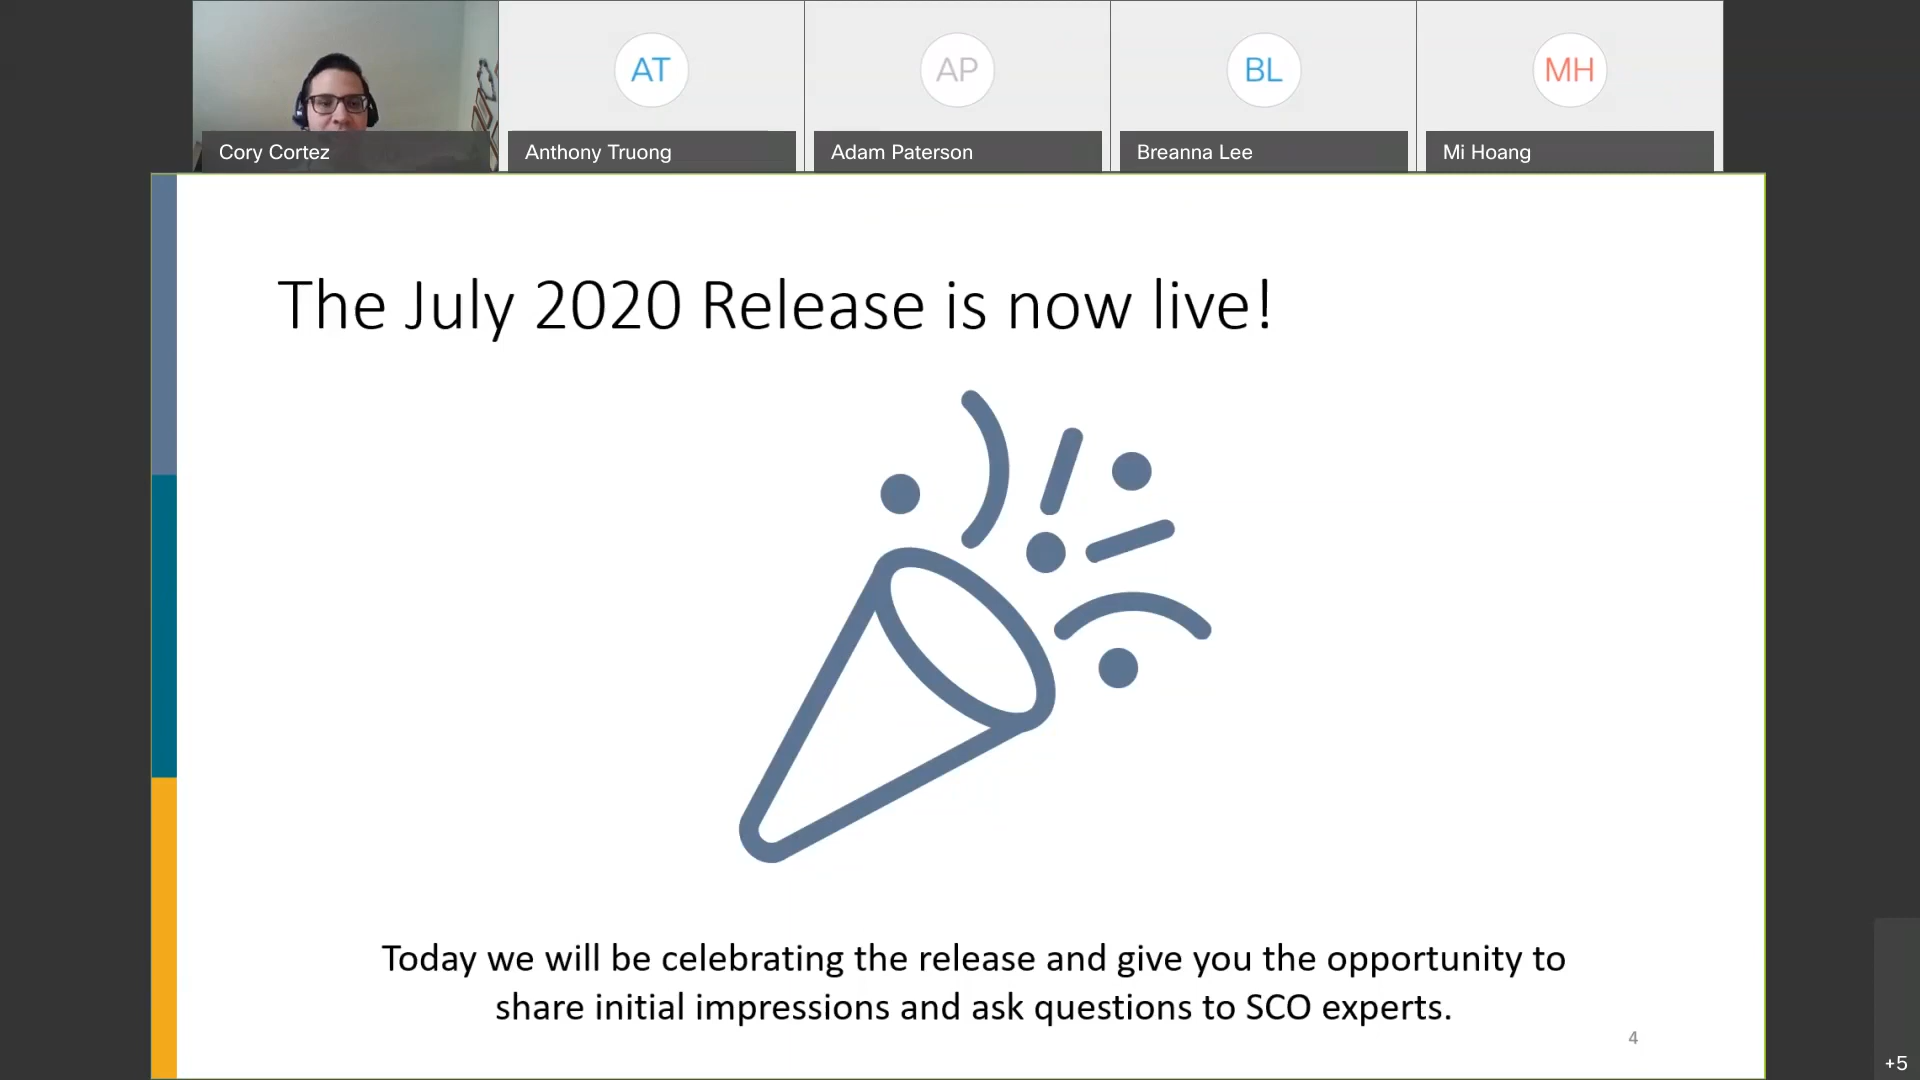 AT
AP
BL
MH
Cory Cortez
Anthony Truong
Adam Paterson
Breanna Lee
Mi Hoang
The July 2020 Release is now live!
Today we will be celebrating the release and give you the opportunity to
share initial impressions and ask questions to SCO experts.
4
+5